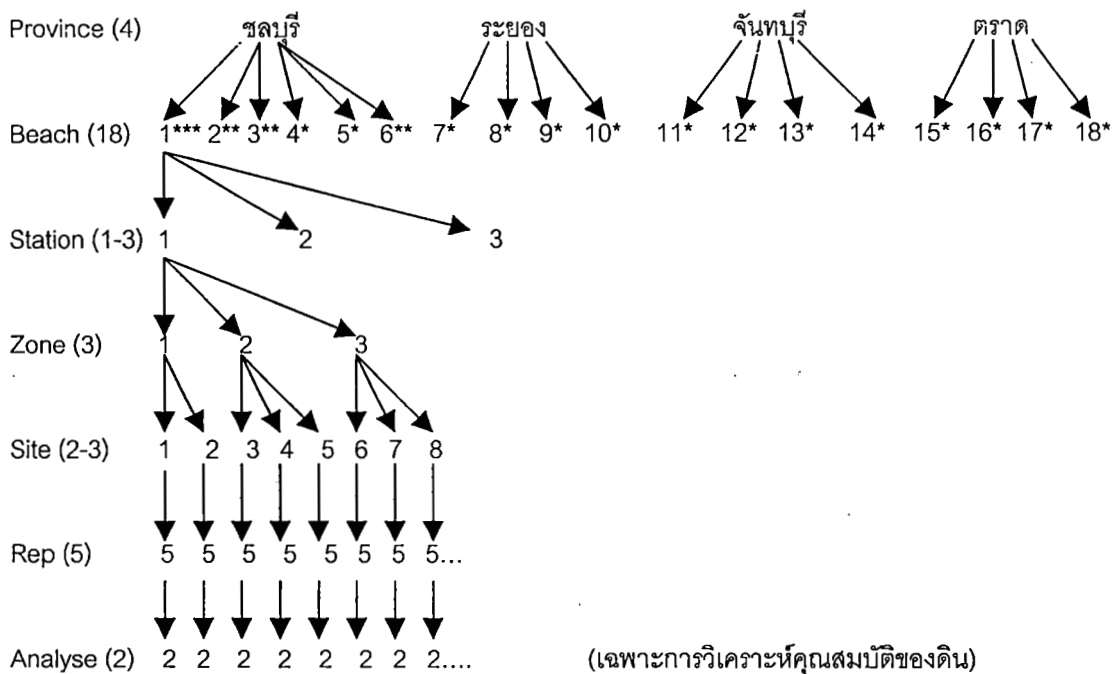 Province (4) ชลบุรี ระยอง จันทบุรี ตราด
Beach (18) 1*** 2** 3** 4* 5* 6** 7* 8* 9* 10* 11* 12* 13* 14* 15* 16* 17* 18*
Station (1-3) 1 2 3
Zone (3) 1 2 3
Site (2-3) 1 2 3 4 5 6 7 8
Rep (5) 5 5 5 5 5 5 5 5...
Analyse (2) 2 2 2 2 2 2 2 2.... (เฉพาะการวิเคราะห์คุณสมบัติของดิน)